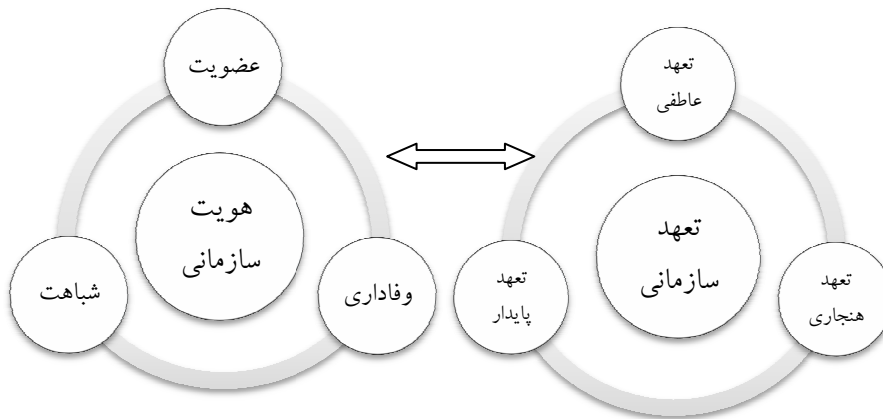 تعهد
عاطفی
تعهد
سازمانی
تعهد
هنجاری
تعهد
پایدار
عضویت
هویت
سازمانی
وفاداری
شباهت